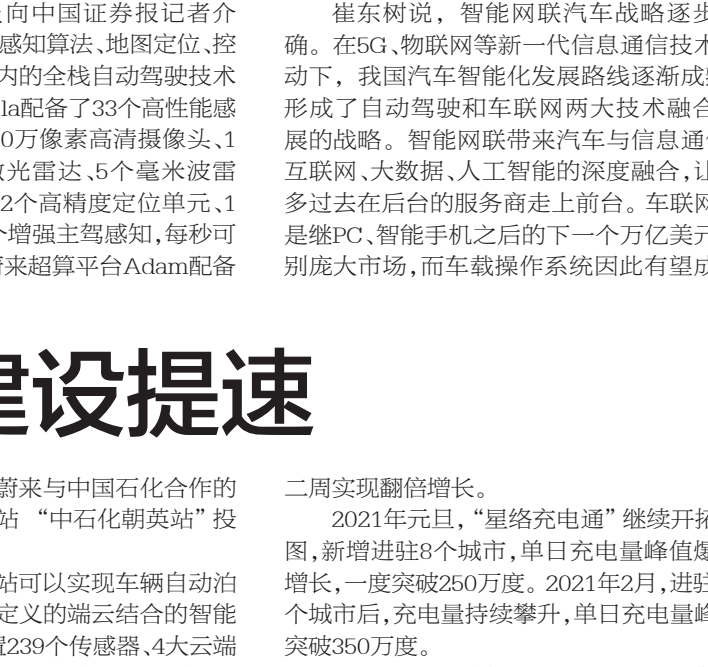 向中国证券报记者介
感知算法、地图定位、控
内的全栈自动驾驶技术
la配备了33个高性能感
0万像素高清摄像头、1
光雷达、5个毫米波雷
2个高精度定位单元、1
增强主驾感知,每秒可
来超算平台Adam配备
崔东树说，智能网联汽车战略逐步
确。在5G、物联网等新一代信息通信技术
动下，我国汽车智能化发展路线逐渐成
形成了自动驾驶和车联网两大技术融合
展的战略。智能网联带来汽车与信息通
互联网、大数据、人工智能的深度融合,让
多过去在后台的服务商走上前台。车联网
是继PC、智能手机之后的下一个万亿美元
别庞大市场,而车载操作系统因此有望成
建设提速
蔚来与中国石化合作的
站 “中石化朝英站”投
站可以实现车辆自动泊
定义的端云结合的智能
置239个传感器、4大云端
二周实现翻倍增长。
2021年元旦，“星络充电通”继续开拓
图,新增进驻8个城市,单日充电量峰值爆
增长,一度突破250万度。2021年2月,进驻
个城市后,充电量持续攀升,单日充电量峰
突破350万度。